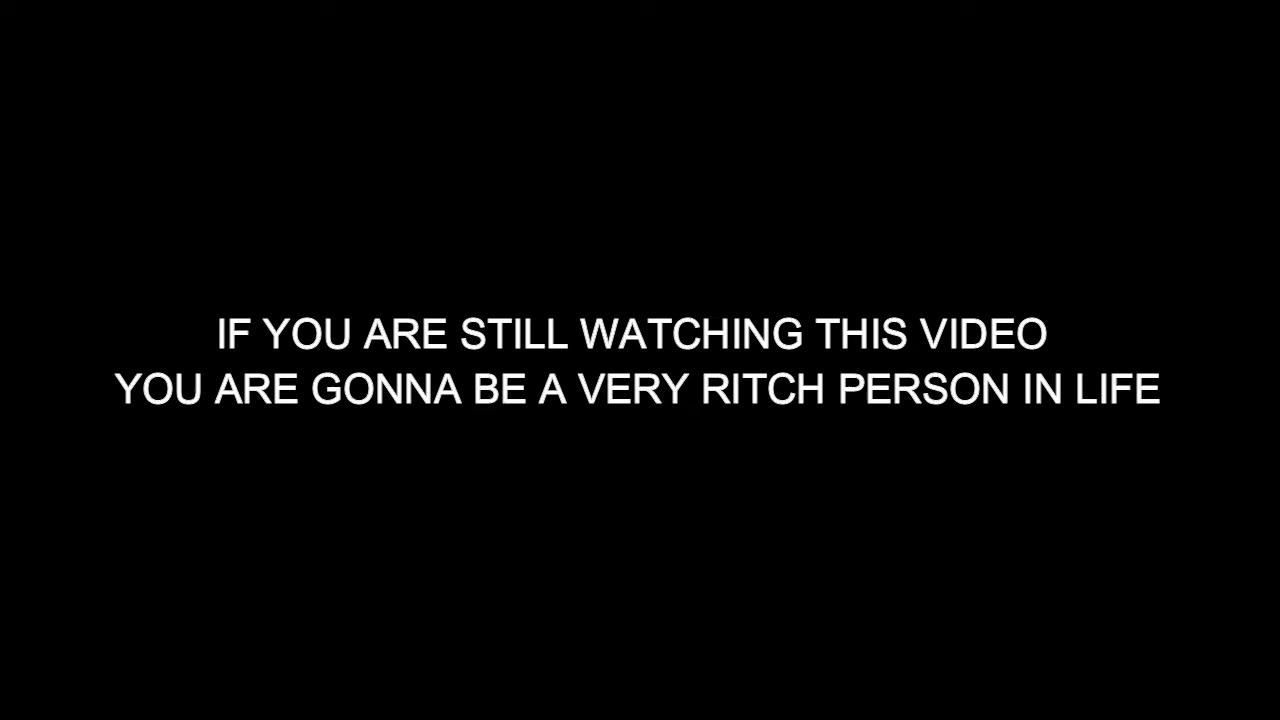 IF YOU ARE STILL WATCHING THIS VIDEO
YOU ARE GONNA BE A VERY RITCH PERSON IN LIFE